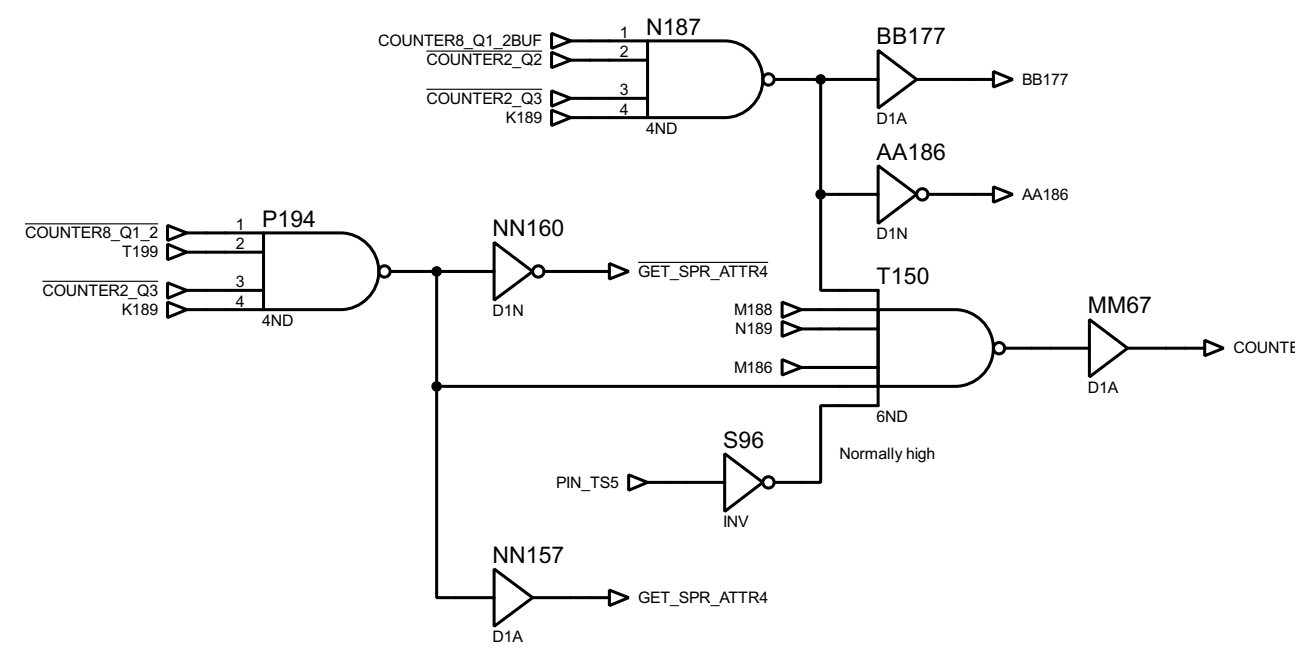 N187
COUNTER8_Q1_2BUF 1
COUNTER2_Q2 2
COUNTER2_Q3 3
K189 4
4ND
BB177
BB177
D1A
AA186
AA186
D1N
P194
COUNTER8_Q1_2 1
T199 2
COUNTER2_Q3 3
K189 4
4ND
NN160
GET_SPR_ATTR4
D1N
T150
M188
N189
M186
6ND
MM67
COUNTE
D1A
S96
Normally high
PIN_TS5
INV
NN157
GET_SPR_ATTR4
D1A